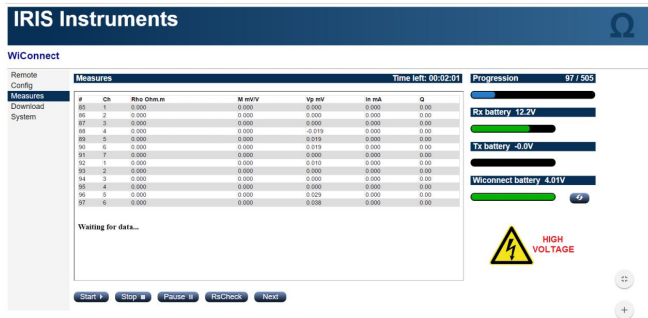 IRIS Instruments
Ω
WiConnect
Remote
Config
Measures
Download
System
Measures Time left: 00:02:01
# Ch Rho Ohm.m M mV/V Vp mV In mA Q
85 1 0.000 0.000 0.000 0.000 0.00
86 2 0.000 0.000 0.000 0.000 0.00
87 3 0.000 0.000 0.000 0.000 0.00
88 4 0.000 0.000 -0.019 0.000 0.00
89 5 0.000 0.000 0.019 0.000 0.00
90 6 0.000 0.000 0.019 0.000 0.00
91 7 0.000 0.000 0.000 0.000 0.00
92 1 0.000 0.000 0.010 0.000 0.00
93 2 0.000 0.000 0.000 0.000 0.00
94 3 0.000 0.000 0.000 0.000 0.00
95 4 0.000 0.000 0.000 0.000 0.00
96 5 0.000 0.000 0.029 0.000 0.00
97 6 0.000 0.000 0.038 0.000 0.00
Waiting for data...
Start Stop Pause RsCheck Next
Progression 97 / 505
Rx battery 12.2V
Tx battery -0.0V
Wiconnect battery 4.01V
HIGH
VOLTAGE